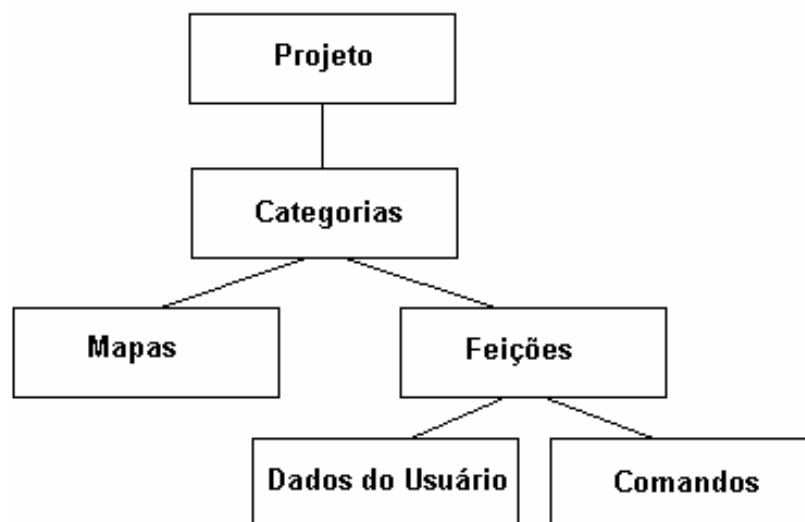 Projeto
Categorias
Mapas
Feições
Dados do Usuário
Comandos